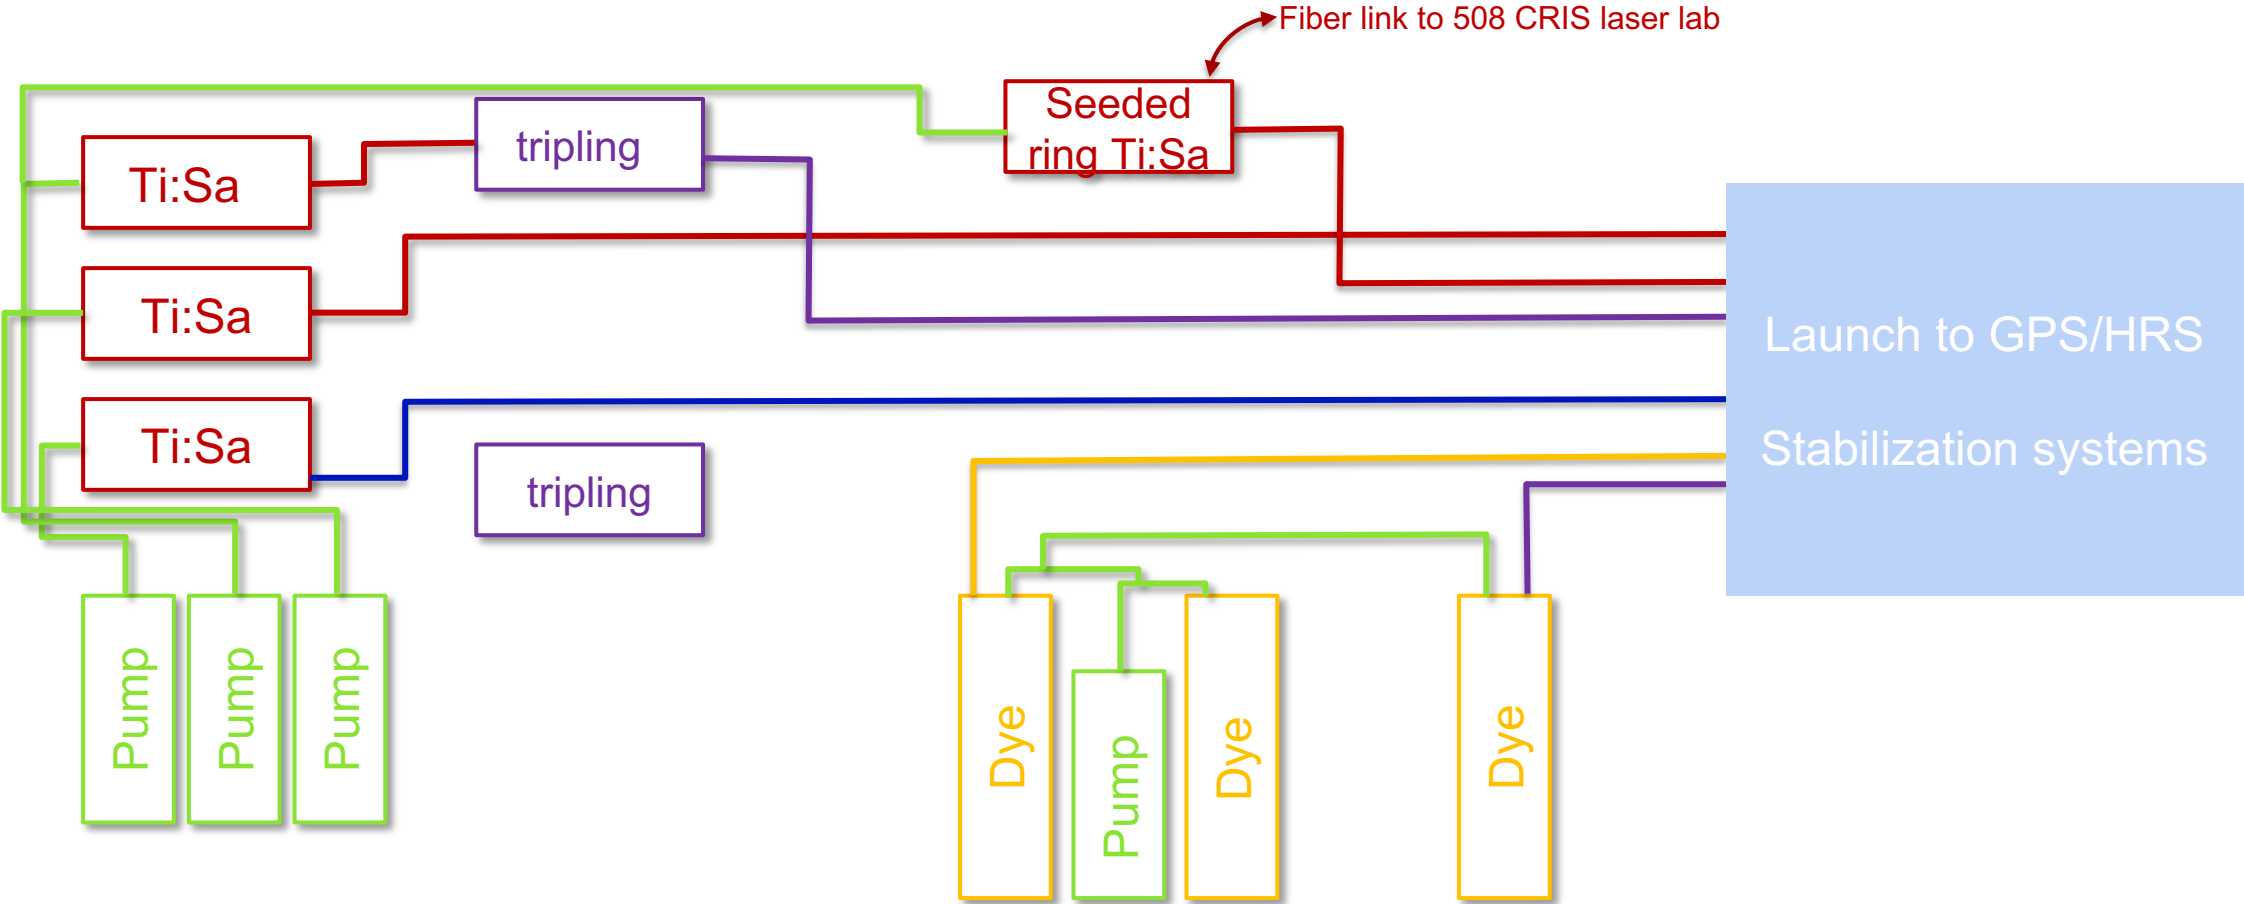 Fiber link to 508 CRIS laser lab
Seeded
ring Ti:Sa
tripling
Ti:Sa
Ti:Sa
Launch to GPS/HRS
Ti:Sa
Stabilization systems
tripling
Pump
Pump
Pump
Dye
Pump
Dye
Dye